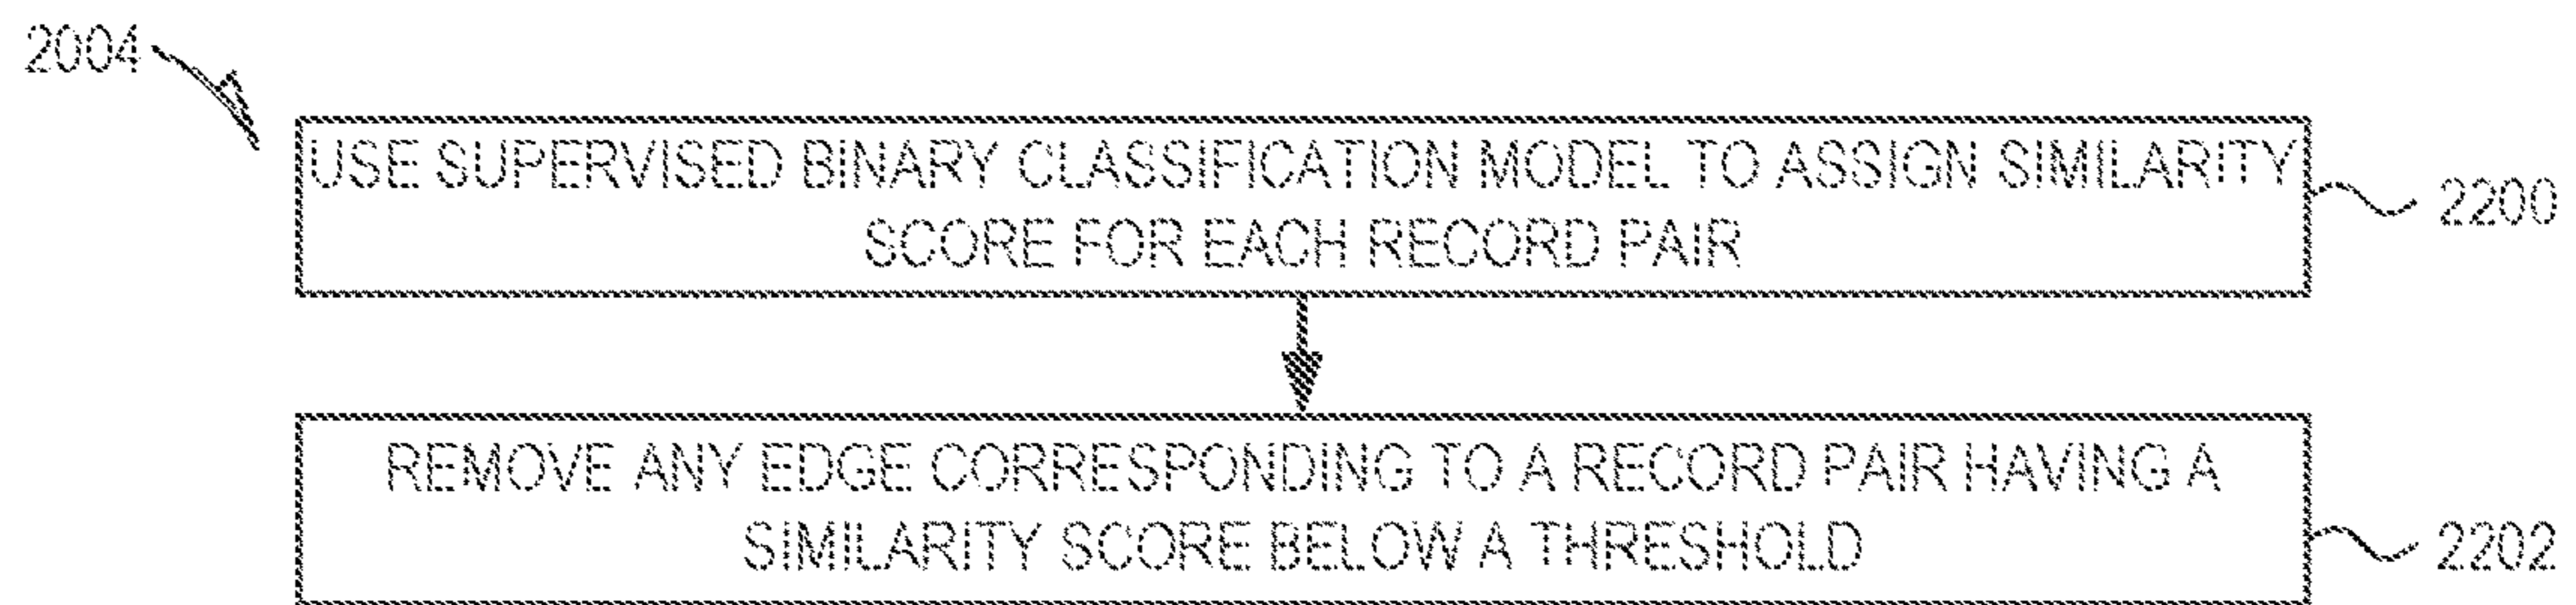 2004
USE SUPERVISED BINARY CLASSIFICATION MODEL TO ASSIGN SIMILARITY
SCORE FOR EACH RECORD PAIR
2200
REMOVE ANY EDGE CORRESPONDING TO A RECORD PAIR HAVING A
SIMILARITY SCORE BELOW A THRESHOLD
2202